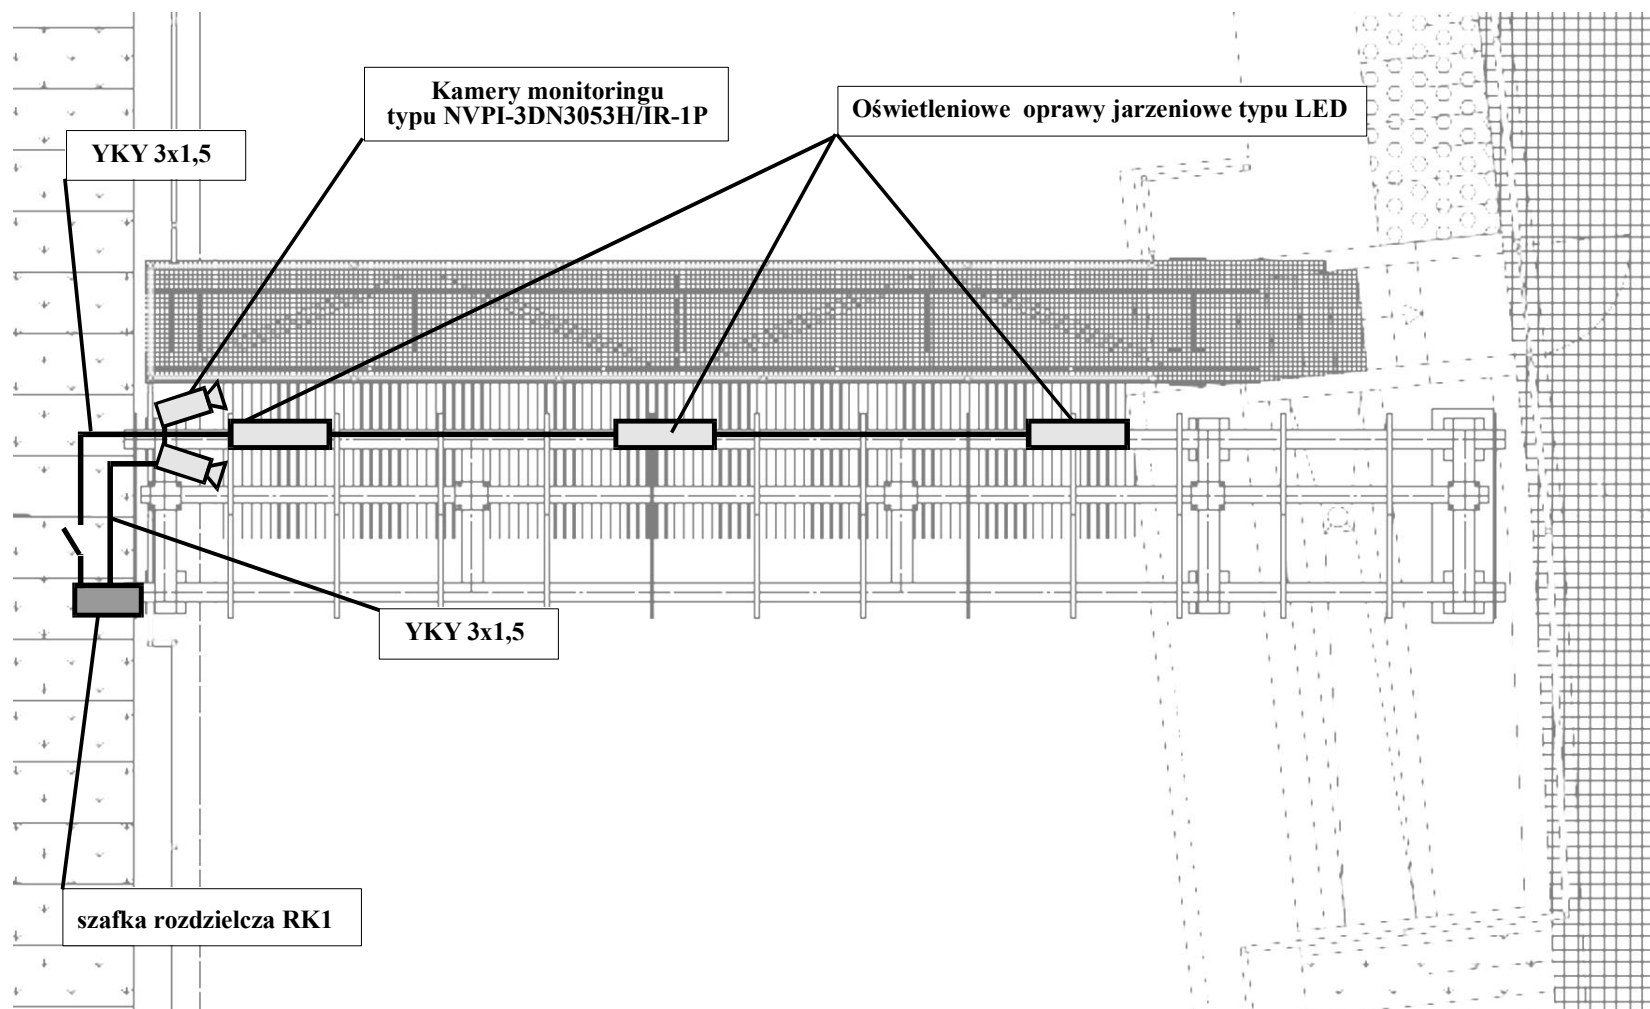 Kamery monitoringu
typu NVPI-3DN3053H/IR-1P
Oświetleniowe oprawy jarzeniowe typu LED
YKY 3x1,5
YKY 3x1,5
szafka rozdzielcza RK1